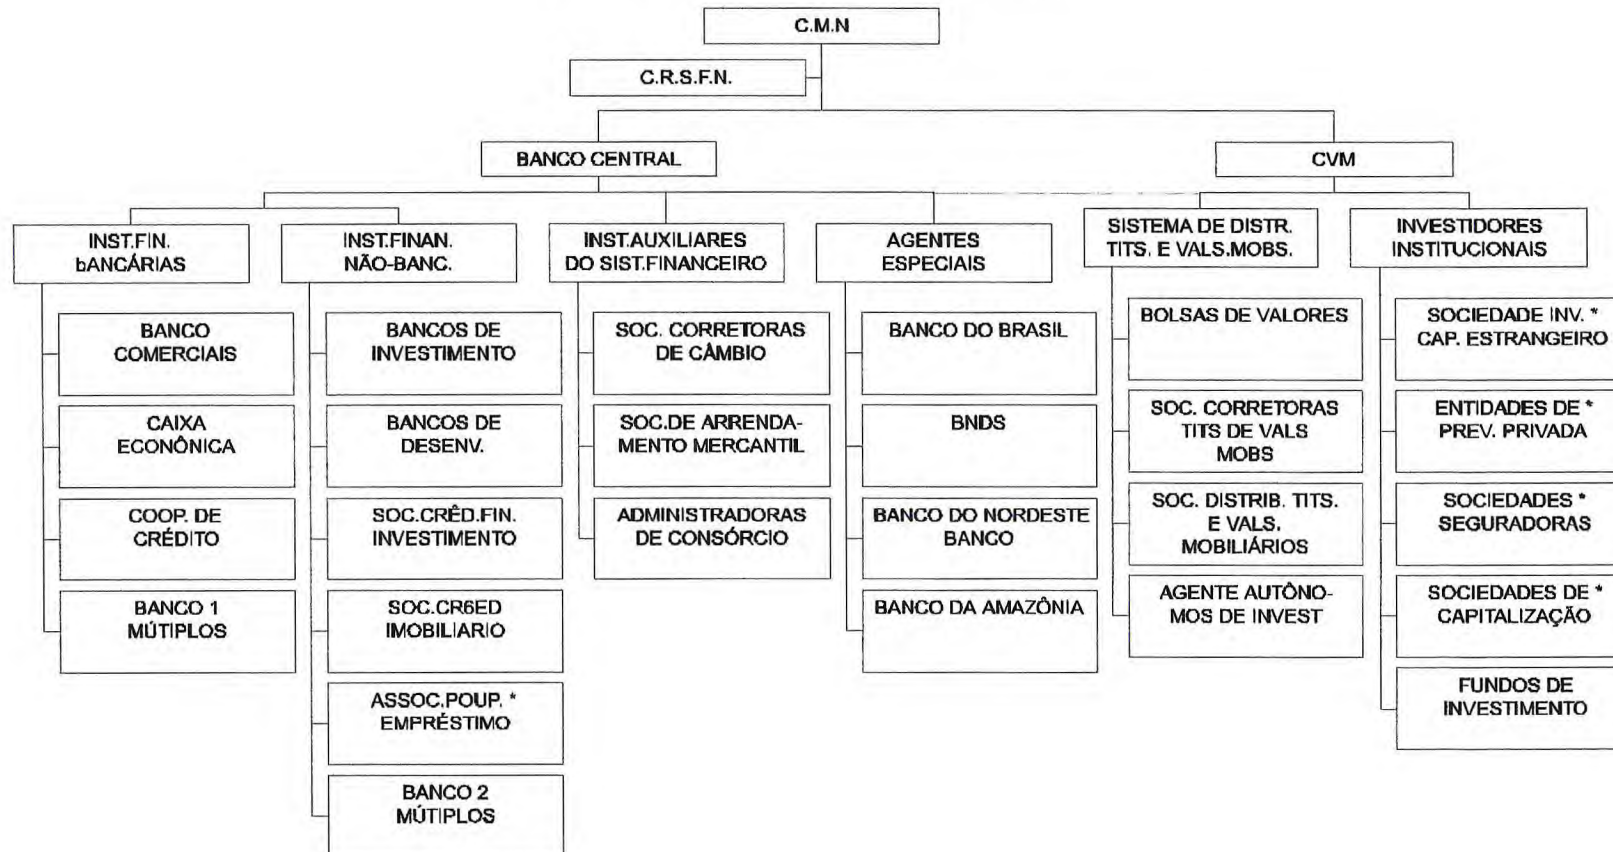 C.M.N
C.R.S.F.N.
BANCO CENTRAL
CVM
INST.FIN.
bANCÁRIAS
INST.FINAN.
NÃO-BANC.
INST.AUXILIARES
DO SIST.FINANCEIRO
AGENTES
ESPECIAIS
SISTEMA DE DISTR.
TITS. E VALS.MOBS.
INVESTIDORES
INSTITUCIONAIS
BANCO
COMERCIAIS
CAIXA
ECONÔNICA
COOP. DE
CRÉDITO
BANCO 1
MÚTIPLOS
BANCOS DE
INVESTIMENTO
BANCOS DE
DESENV.
SOC.CRÊD.FIN.
INVESTIMENTO
SOC.CR6ED
IMOBILIARIO
ASSOC.POUP. *
EMPRÉSTIMO
BANCO 2
MÚTIPLOS
SOC. CORRETORAS
DE CÂMBIO
SOC.DE ARRENDA-
MENTO MERCANTIL
ADMINISTRADORAS
DE CONSÓRCIO
BANCO DO BRASIL
BNDS
BANCO DO NORDESTE
BANCO
BANCO DA AMAZÔNIA
BOLSAS DE VALORES
SOC. CORRETORAS
TITS DE VALS
MOBS
SOC. DISTRIB. TITS.
E VALS.
MOBILIÁRIOS
AGENTE AUTÔNO-
MOS DE INVEST
SOCIEDADE INV. *
CAP. ESTRANGEIRO
ENTIDADES DE *
PREV. PRIVADA
SOCIEDADES *
SEGURADORAS
SOCIEDADES DE *
CAPITALIZAÇÃO
FUNDOS DE
INVESTIMENTO